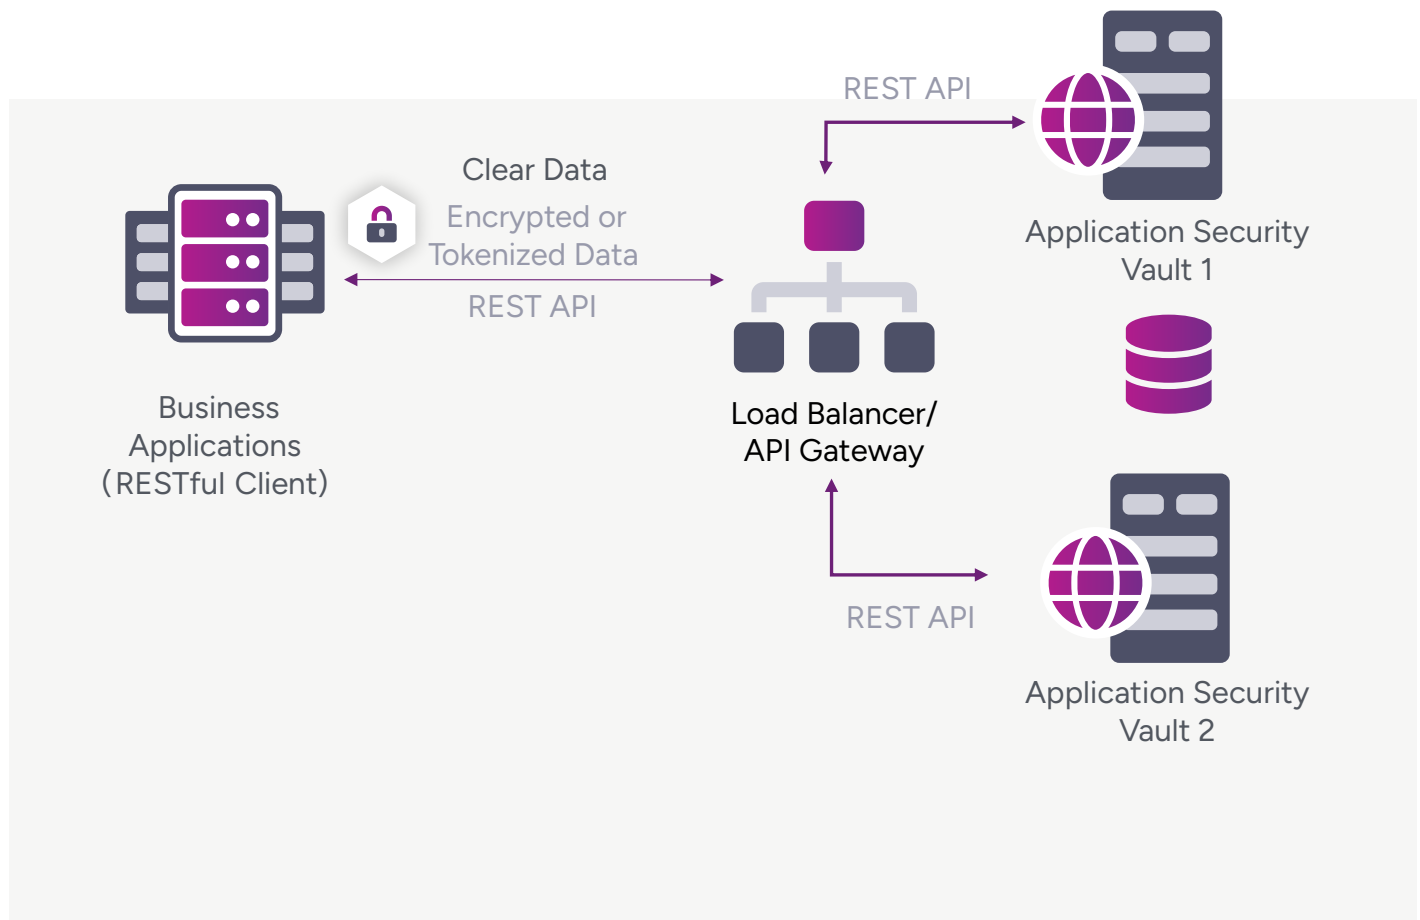 REST API
Clear Data
Encrypted or
Tokenized Data
REST API
Application Security
Vault 1
Business
Applications
(RESTful Client)
Load Balancer/
API Gateway
REST API
Application Security
Vault 2